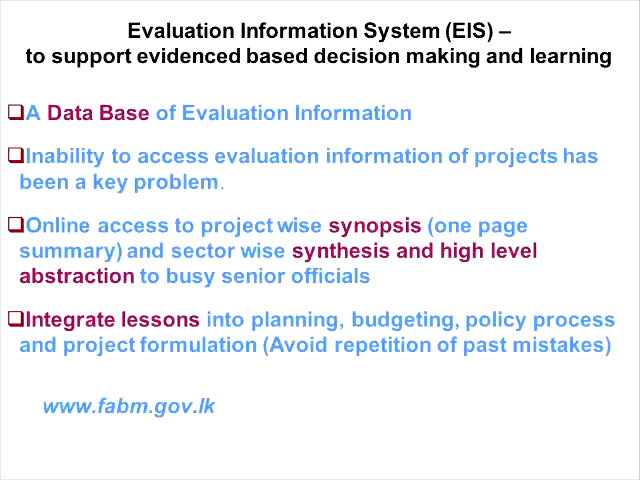 Evaluation Information System (EIS) –
to support evidenced based decision making and learning
❑A Data Base of Evaluation Information
❑Inability to access evaluation information of projects has
been a key problem.
❑Online access to project wise synopsis (one page
summary) and sector wise synthesis and high level
abstraction to busy senior officials
❑Integrate lessons into planning, budgeting, policy process
and project formulation (Avoid repetition of past mistakes)
www.fabm.gov.lk